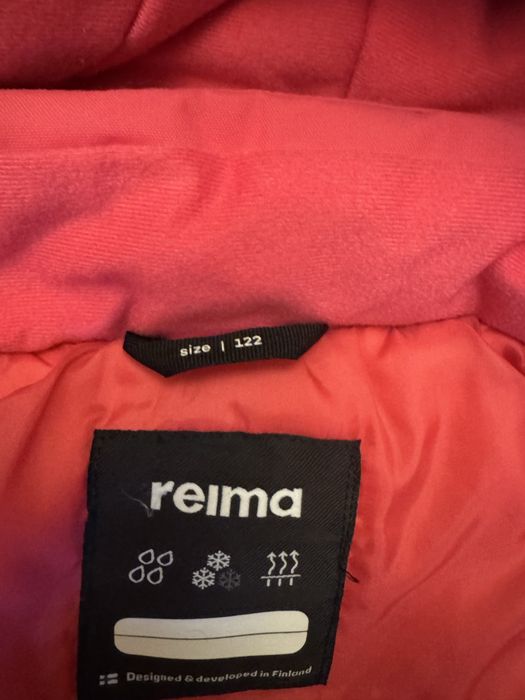 size | 122
reima
Designed & developed in Finland